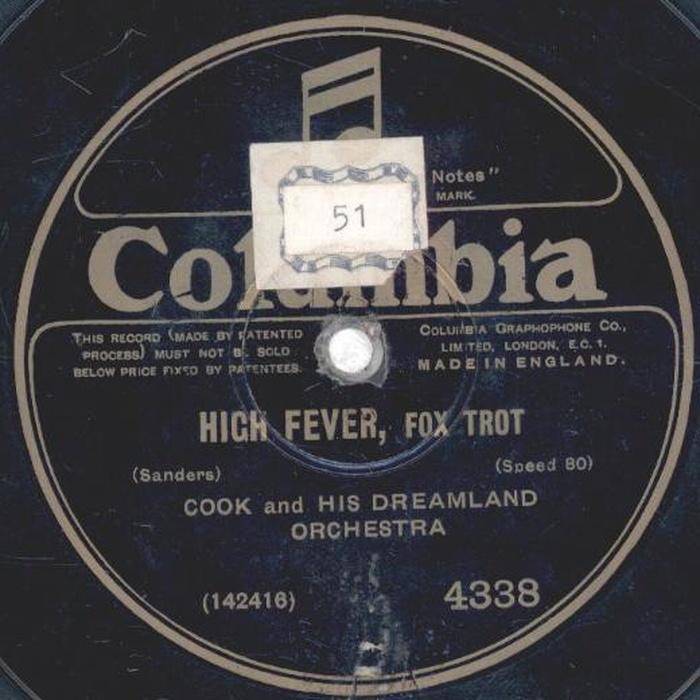 Notes"
MARK.
51
Columbia
THIS RECORD (MADE BY PATENTED
PROCESS) MUST NOT BE SOLD
BELOW PRICE FIXED BY PATENTEES.
COLUMBIA GRAPHOPHONE CO.,
LIMITED, LONDON, E.C.1.
MADE IN ENGLAND.
HIGH FEVER, FOX TROT
(Sanders)
(Speed 80)
COOK and HIS DREAMLAND
ORCHESTRA
(142416)
4338